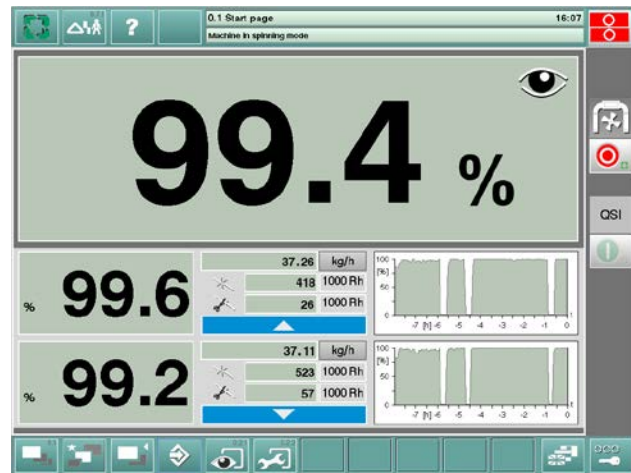 0.1 Start page 16:07
Machine in spinning mode
?
99.4 %
QSI
% 99.6
37.26 kg/h
418 1000 Rh
26 1000 Rh
100
[%]
50
0
-7 [h] -6 -5 -4 -3 -2 -1 0
t
% 99.2
37.11 kg/h
523 1000 Rh
57 1000 Rh
100
[%]
50
0
-7 [h] -6 -5 -4 -3 -2 -1 0
t